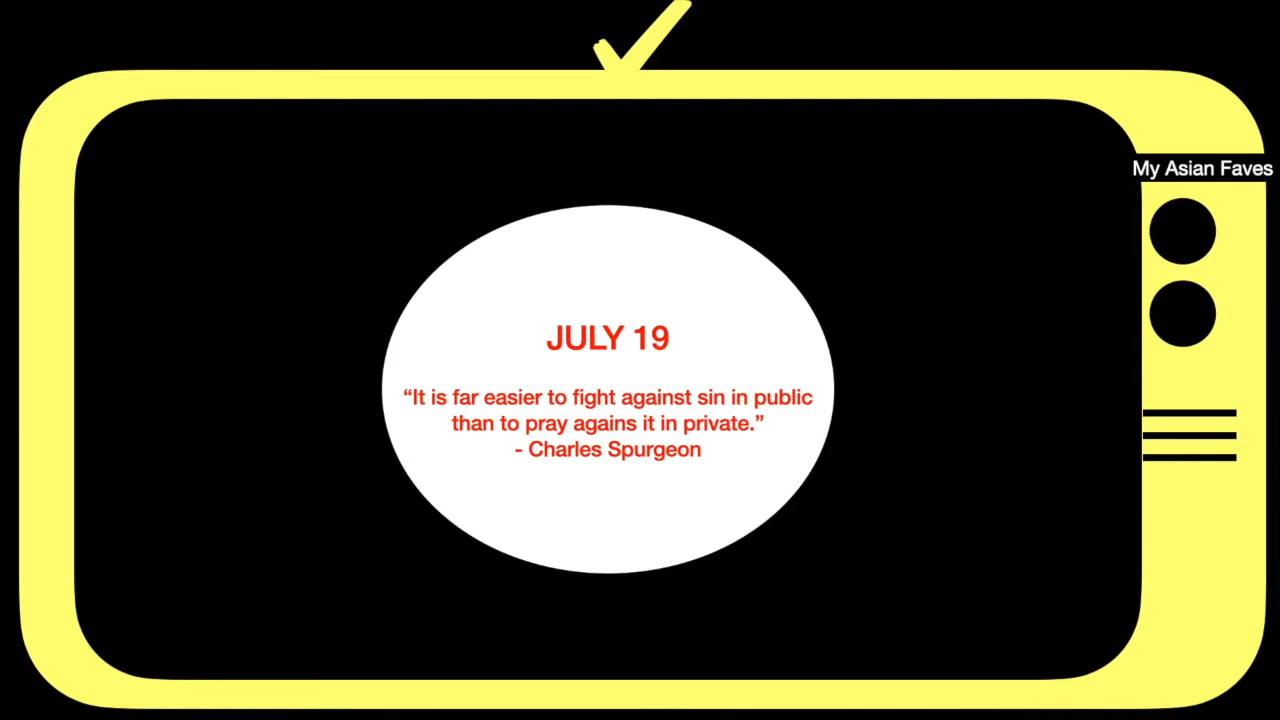 My Asian Faves
JULY 19
“It is far easier to fight against sin in public
than to pray agains it in private.”
- Charles Spurgeon